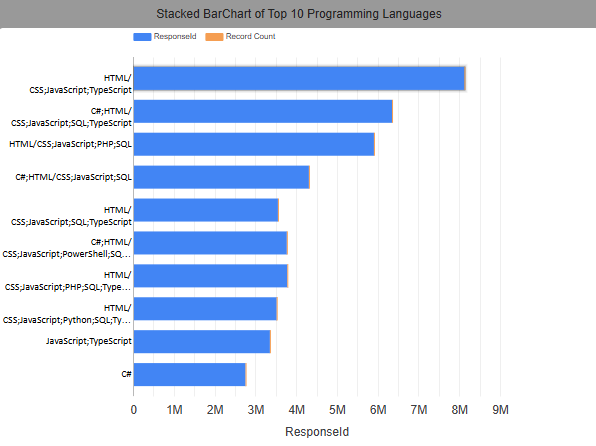 Stacked BarChart of Top 10 Programming Languages
ResponseId
Record Count
HTML/
CSS;JavaScript;TypeScript
C#;HTML/
CSS;JavaScript;SQL;TypeScript
HTML/CSS;JavaScript;PHP;SQL
C#;HTML/CSS;JavaScript;SQL
HTML/
CSS;JavaScript;SQL;TypeScript
C#;HTML/
CSS;JavaScript;PowerShell;SQ...
HTML/
CSS;JavaScript;PHP;SQL;Type...
HTML/
CSS;JavaScript;Python;SQL;Ty...
JavaScript;TypeScript
C#
0 1M 2M 3M 4M 5M 6M 7M 8M 9M
ResponseId